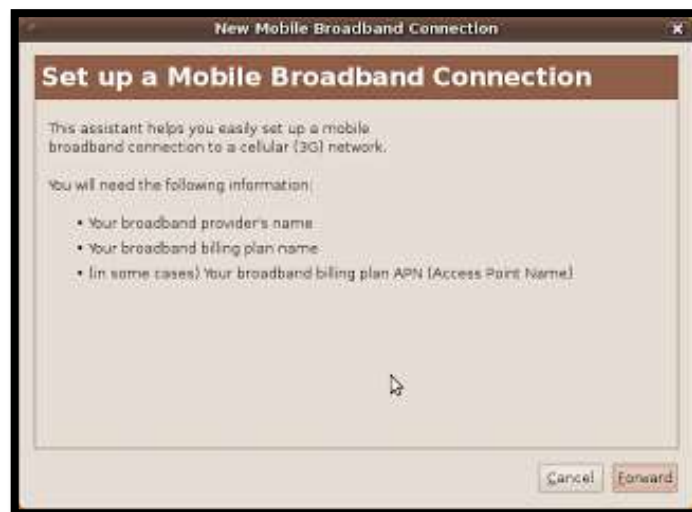 New Mobile Broadband Connection
Set up a Mobile Broadband Connection
This assistant helps you easily set up a mobile
broadband connection to a cellular (3G) network.
You will need the following information:
• Your broadband provider's name
• Your broadband billing plan name
• (in some cases) Your broadband billing plan APN (Access Point Name)
Cancel Forward